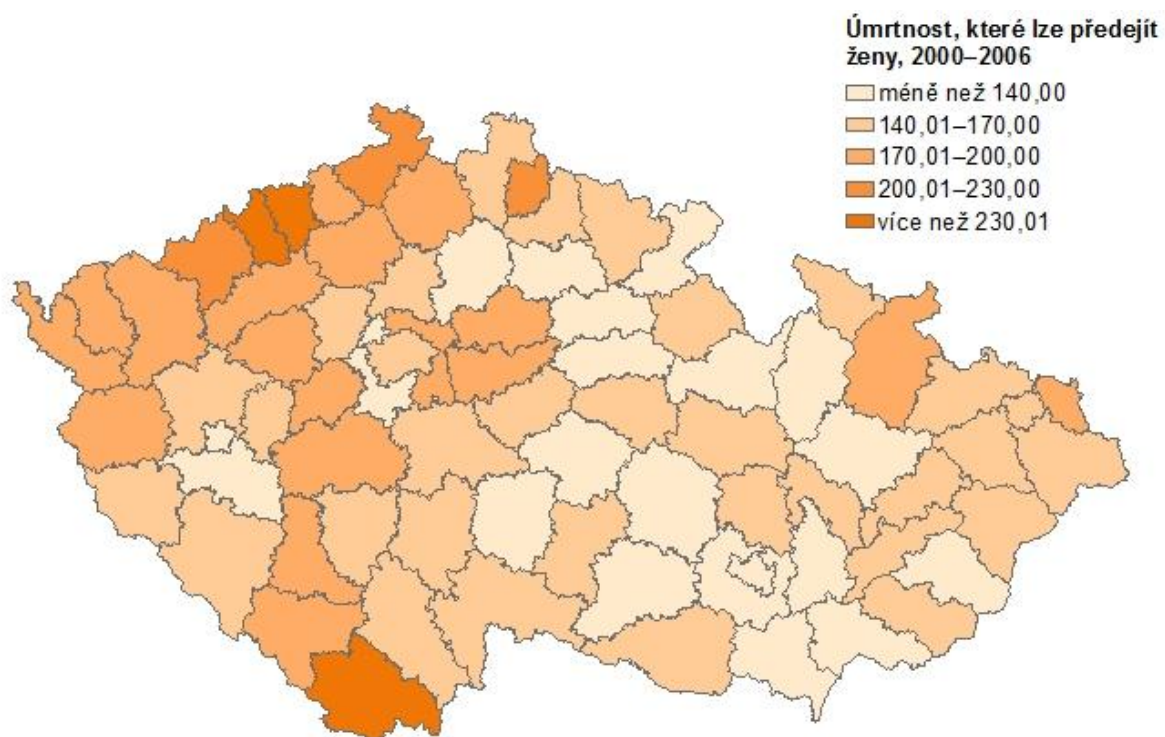 Úmrtnost, které lze předejít
ženy, 2000–2006
méně než 140,00
140,01–170,00
170,01–200,00
200,01–230,00
více než 230,01